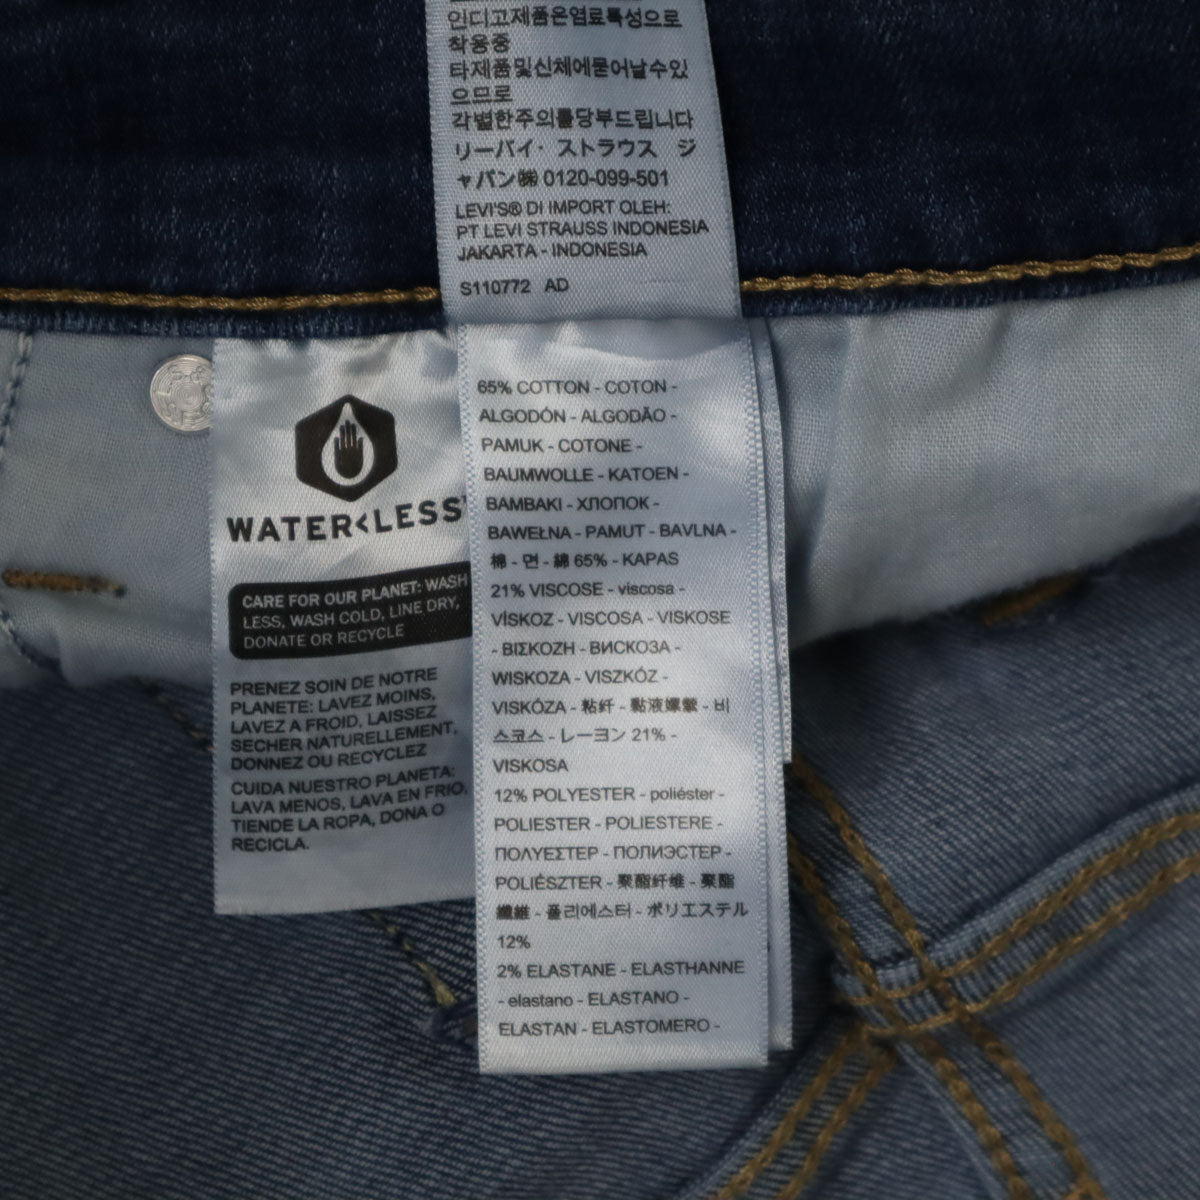 인디고제품은염료특성으로
착용중
타제품및신체에묻어날수있
으므로
각별한주의를당부드립니다
リーバイ・ストラウス ジ
ャパン㈱ 0120-099-501
LEVI'S® DI IMPORT OLEH:
PT LEVI STRAUSS INDONESIA
JAKARTA - INDONESIA
S110772 AD
WATER<LESS
CARE FOR OUR PLANET: WASH
LESS, WASH COLD, LINE DRY,
DONATE OR RECYCLE
PRENEZ SOIN DE NOTRE
PLANETE: LAVEZ MOINS,
LAVEZ A FROID, LAISSEZ
SECHER NATURELLEMENT,
DONNEZ OU RECYCLEZ
CUIDA NUESTRO PLANETA:
LAVA MENOS, LAVA EN FRIO,
TIENDE LA ROPA, DONA O
RECICLA.
65% COTTON - COTON -
ALGODÓN - ALGODÃO -
PAMUK - COTONE -
BAUMWOLLE - KATOEN -
BAMBAKI - ХЛОПОК -
BAWEŁNA - PAMUT - BAVLNA -
棉 - 면 - 綿 65% - KAPAS
21% VISCOSE - viscosa -
VÍSKOZ - VISCOSA - VISKOSE
- ΒΙΣΚΟΖΗ - ВИСКОЗА -
WISKOZA - VISZKÓZ -
VISKÓZA - 粘纤 - 黏液嫘縈 - 비
스코스 - レーヨン 21% -
VISKOSA
12% POLYESTER - poliéster -
POLIESTER - POLIESTERE -
ΠΟΛΥΕΣΤΕΡ - ПОЛИЭСТЕР -
POLIÉSZTER - 聚酯纤维 - 聚酯
纖維 - 폴리에스터 - ポリエステル
12%
2% ELASTANE - ELASTHANNE
- elastano - ELASTANO -
ELASTAN - ELASTOMERO -